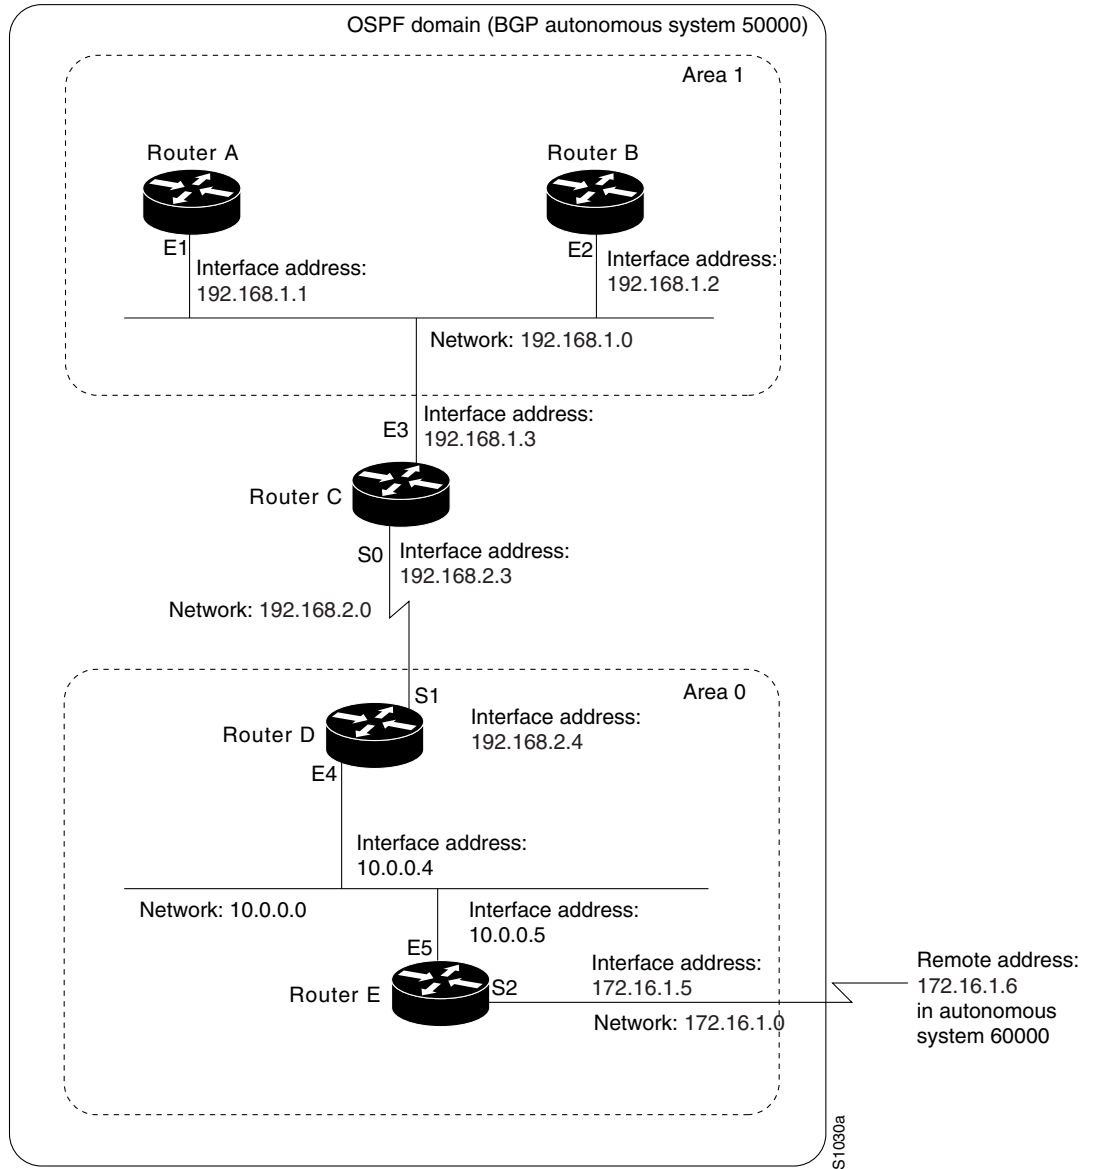 OSPF domain (BGP autonomous system 50000)
Area 1
Router A
Router B
E1
Interface address:
192.168.1.1
E2
Interface address:
192.168.1.2
Network: 192.168.1.0
E3
Interface address:
192.168.1.3
Router C
S0
Interface address:
192.168.2.3
Network: 192.168.2.0
Area 0
S1
Router D
Interface address:
192.168.2.4
E4
Interface address:
10.0.0.4
Network: 10.0.0.0
Interface address:
10.0.0.5
E5
Router E
S2
Interface address:
172.16.1.5
Network: 172.16.1.0
Remote address:
172.16.1.6
in autonomous
system 60000
S1030a